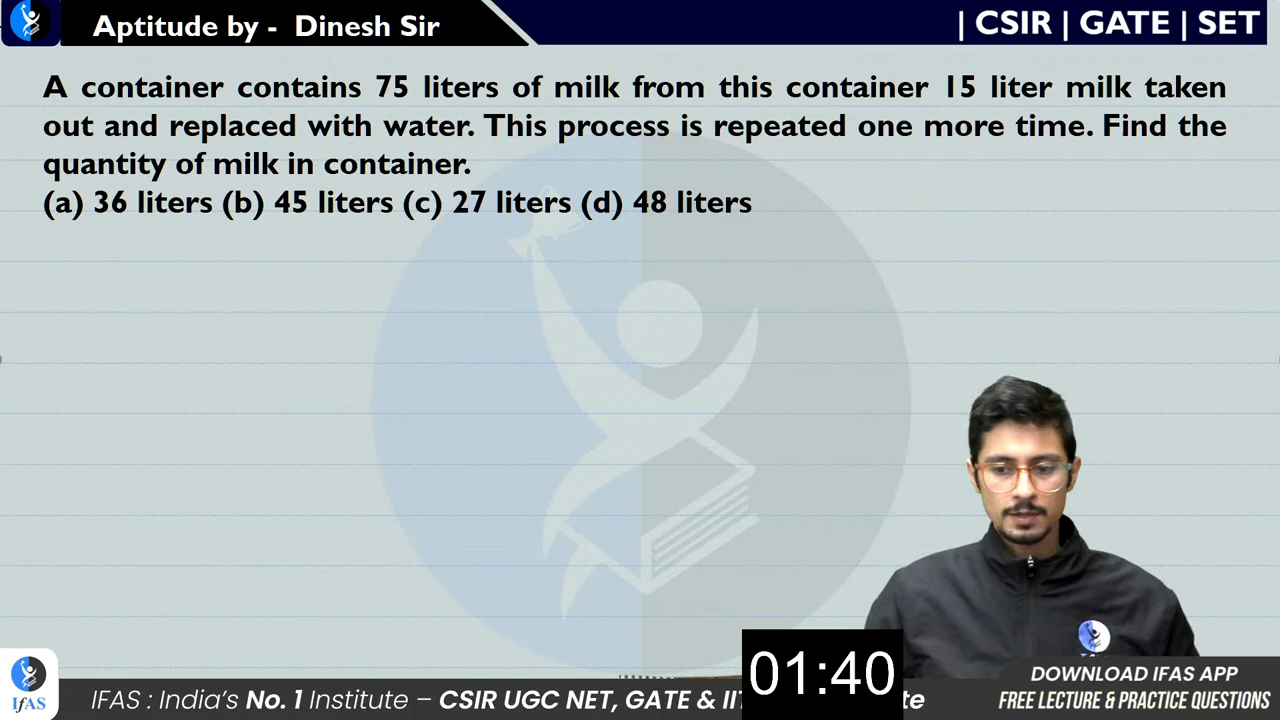 Aptitude by - Dinesh Sir
| CSIR | GATE | SET
A container contains 75 liters of milk from this container 15 liter milk taken
out and replaced with water. This process is repeated one more time. Find the
quantity of milk in container.
(a) 36 liters (b) 45 liters (c) 27 liters (d) 48 liters
01:40
DOWNLOAD IFAS APP
FREE LECTURE & PRACTICE QUESTIONS
IfAS
IFAS : India's No. 1 Institute – CSIR UGC NET, GATE & II